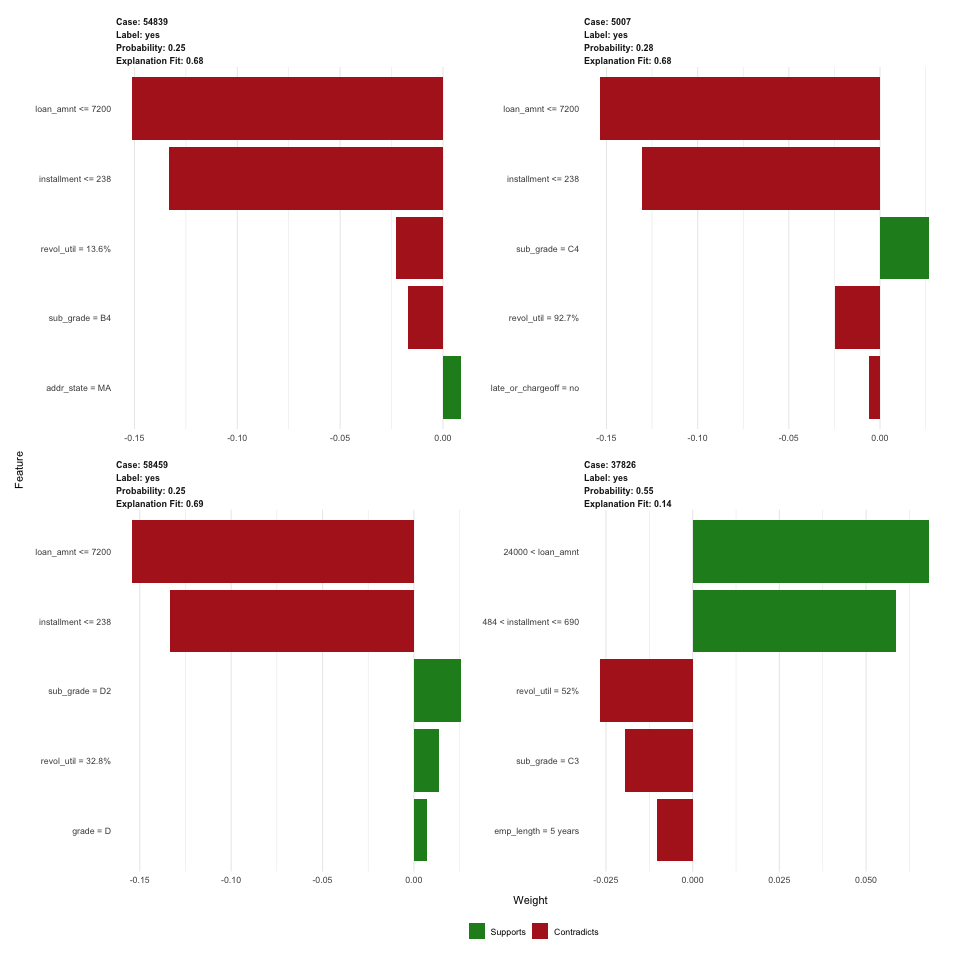 Case: 54839
Label: yes
Probability: 0.25
Explanation Fit: 0.68
loan_amnt <= 7200
installment <= 238
revol_util = 13.6%
sub_grade = B4
addr_state = MA
-0.15 -0.10 -0.05 0.00
Case: 5007
Label: yes
Probability: 0.28
Explanation Fit: 0.68
loan_amnt <= 7200
installment <= 238
sub_grade = C4
revol_util = 92.7%
late_or_chargeoff = no
-0.15 -0.10 -0.05 0.00
Feature
Case: 58459
Label: yes
Probability: 0.25
Explanation Fit: 0.69
loan_amnt <= 7200
installment <= 238
sub_grade = D2
revol_util = 32.8%
grade = D
-0.15 -0.10 -0.05 0.00
Case: 37826
Label: yes
Probability: 0.55
Explanation Fit: 0.14
24000 < loan_amnt
484 < installment <= 690
revol_util = 52%
sub_grade = C3
emp_length = 5 years
-0.025 0.000 0.025 0.050
Weight
Supports Contradicts